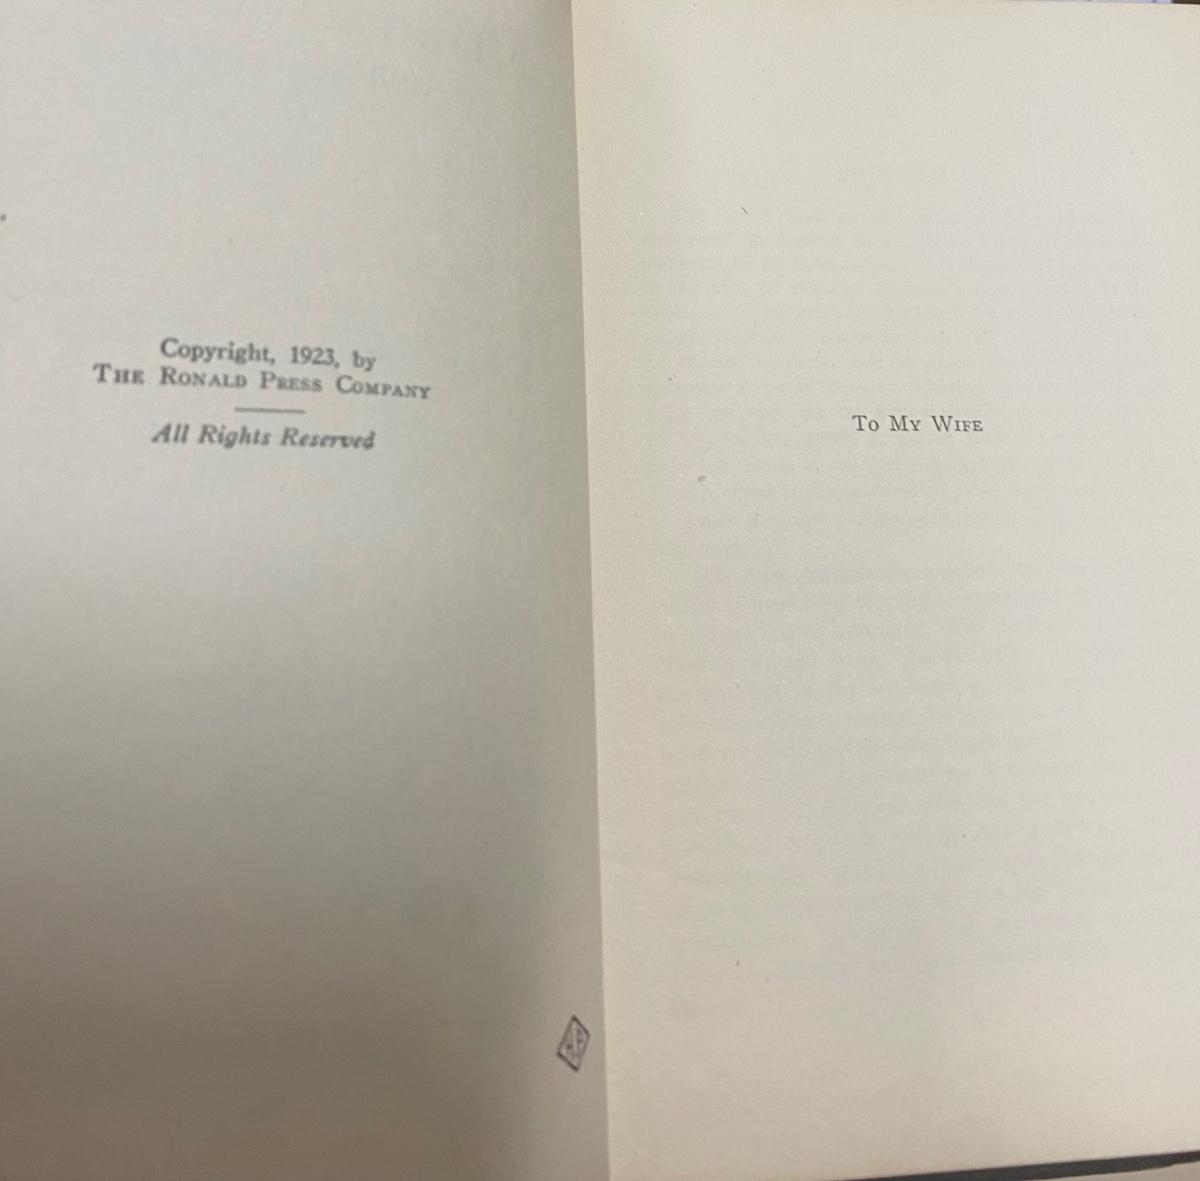 Copyright, 1923, by
THE RONALD PRESS COMPANY
All Rights Reserved
TO MY WIFE